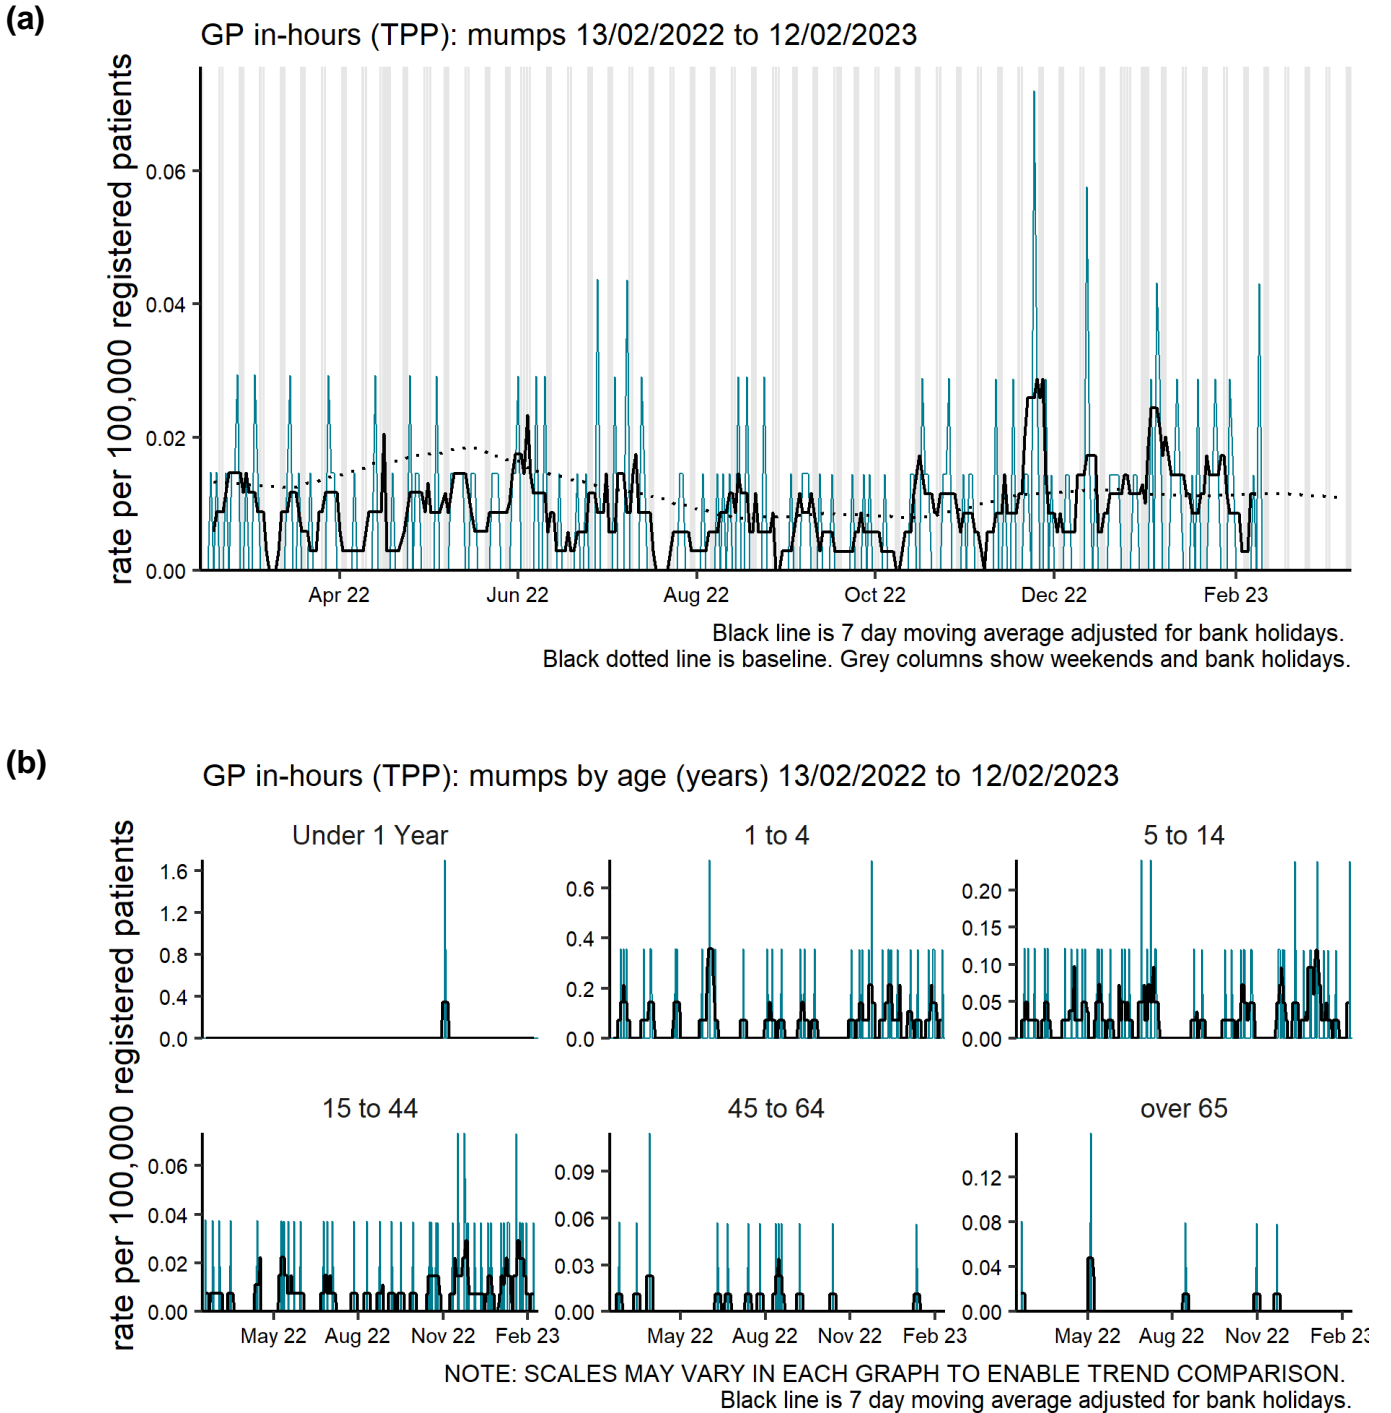 (a)
GP in-hours (TPP): mumps 13/02/2022 to 12/02/2023
rate per 100,000 registered patients
0.06
0.04
0.02
0.00
Apr 22 Jun 22 Aug 22 Oct 22 Dec 22 Feb 23
Black line is 7 day moving average adjusted for bank holidays.
Black dotted line is baseline. Grey columns show weekends and bank holidays.
(b)
GP in-hours (TPP): mumps by age (years) 13/02/2022 to 12/02/2023
rate per 100,000 registered patients
Under 1 Year
1.6
1.2
0.8
0.4
0.0
1 to 4
0.6
0.4
0.2
0.0
5 to 14
0.20
0.15
0.10
0.05
0.00
rate per 100,000 registered patients
15 to 44
0.06
0.04
0.02
0.00
May 22 Aug 22 Nov 22 Feb 23
45 to 64
0.09
0.06
0.03
0.00
May 22 Aug 22 Nov 22 Feb 23
over 65
0.12
0.08
0.04
0.00
May 22 Aug 22 Nov 22 Feb 23
NOTE: SCALES MAY VARY IN EACH GRAPH TO ENABLE TREND COMPARISON.
Black line is 7 day moving average adjusted for bank holidays.